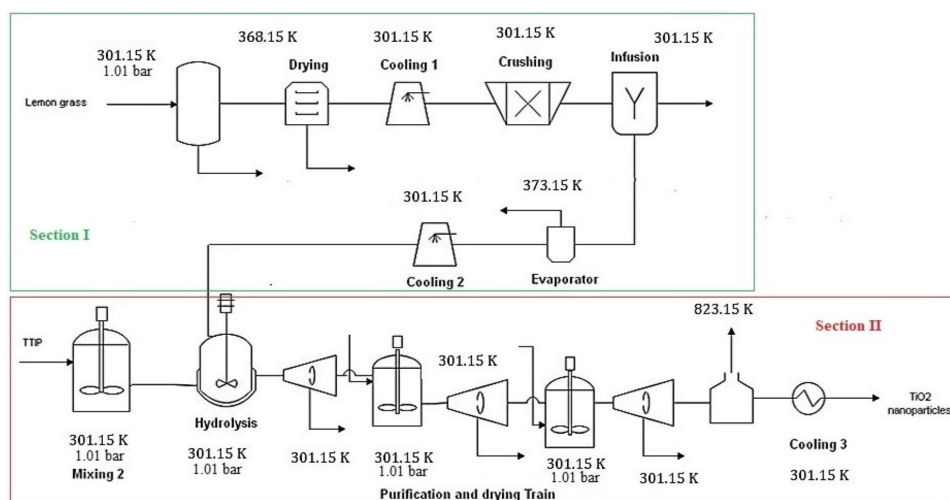 301.15 K
1.01 bar
368.15 K
301.15 K
301.15 K
301.15 K
Drying
Cooling 1
Crushing
Infusion
Lemon grass
301.15 K
373.15 K
Section I
Cooling 2
Evaporator
823.15 K
Section II
TTIP
301.15 K
TiO2
nanoparticles
Hydrolysis
Cooling 3
301.15 K
1.01 bar
Mixing 2
301.15 K
1.01 bar
301.15 K
301.15 K
1.01 bar
301.15 K
1.01 bar
301.15 K
301.15 K
Purification and drying Train